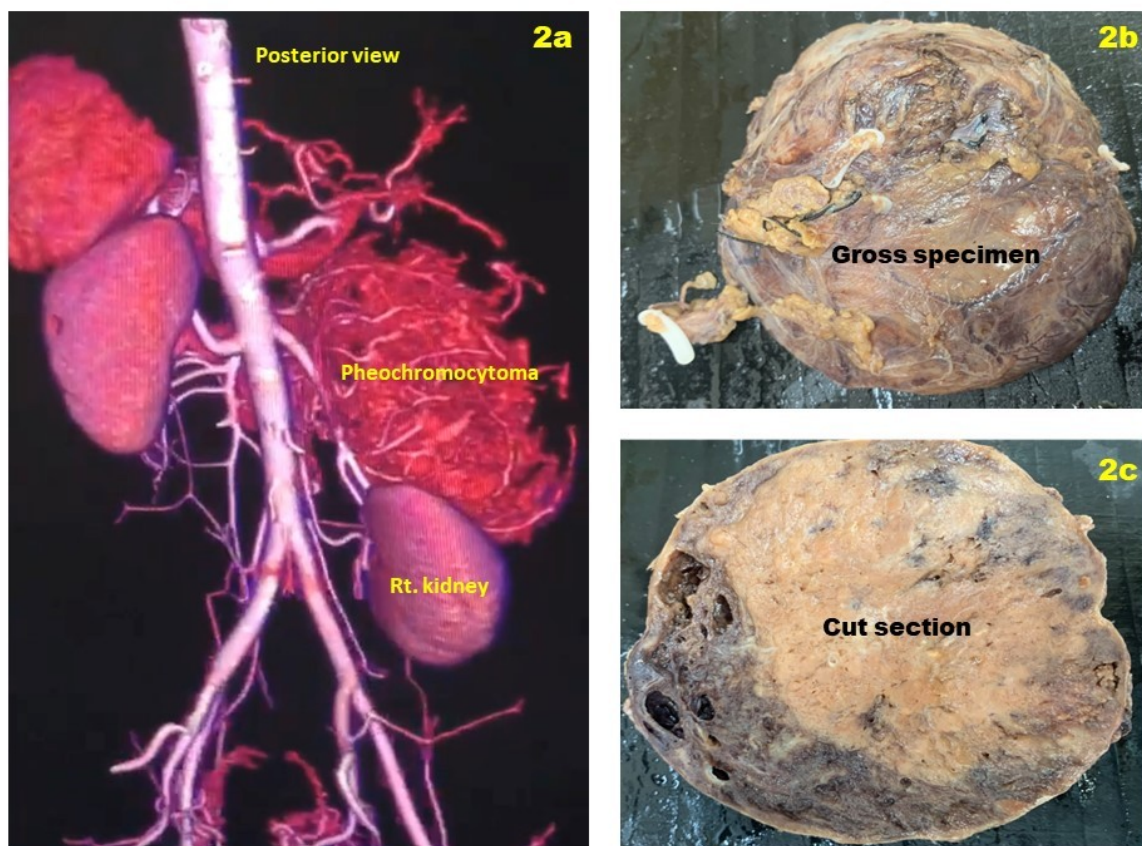 2a
Posterior view
Pheochromocytoma
Rt. kidney
2b
Gross specimen
2c
Cut section